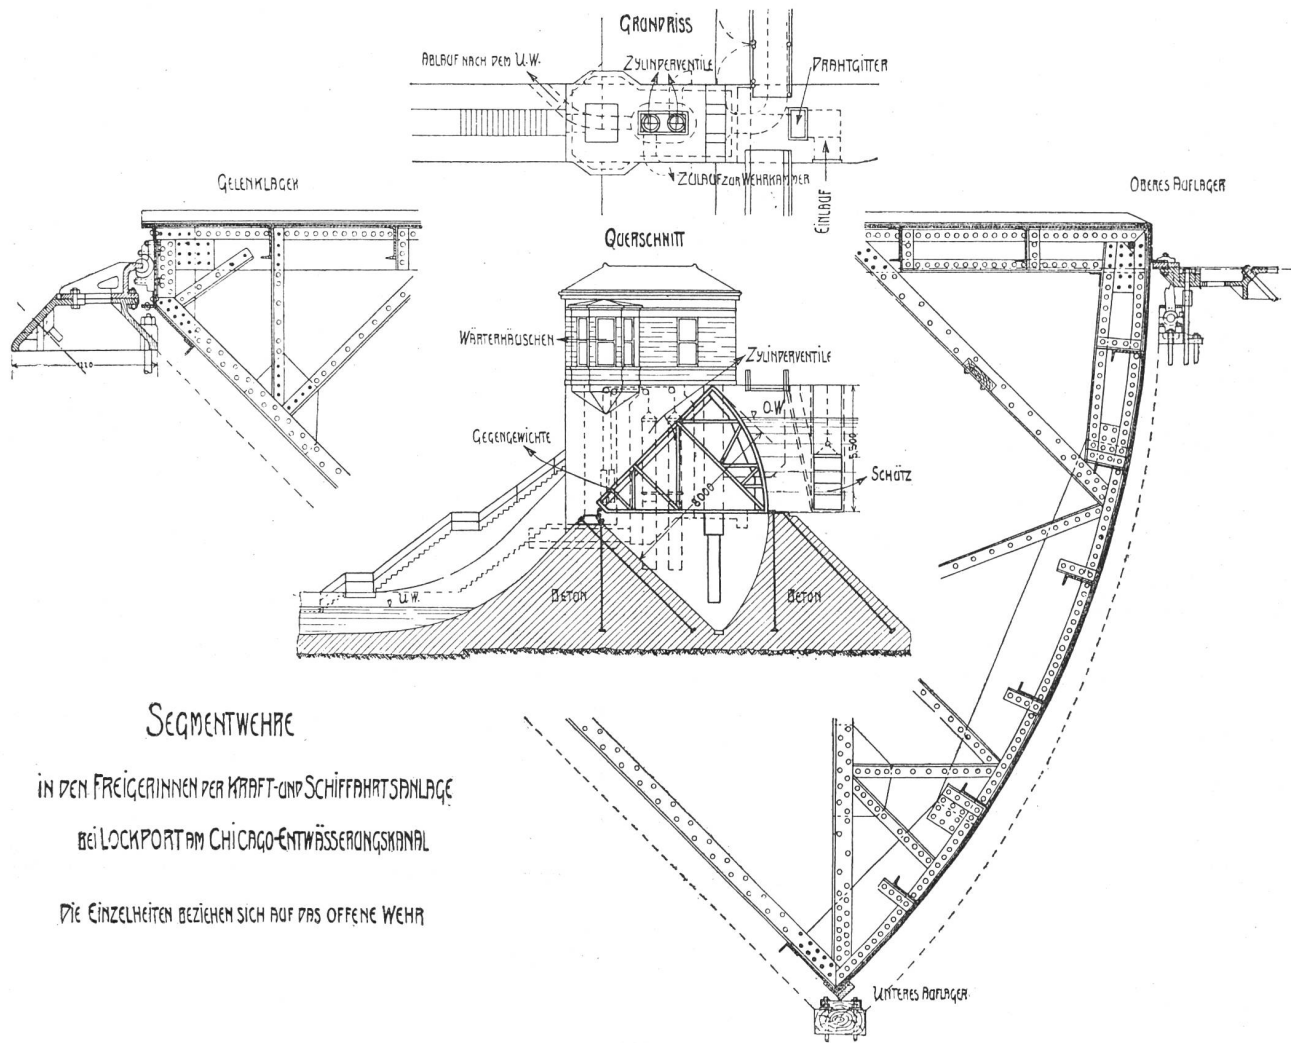 GRUNDRISS
ABLAUF NACH DEM U.W.
ZYLINDERVENTILE
DRAHTGITTER
ZULAUF ZUR WEHRKAMMER
EINLAUF
GELENKLAGER
OBERES AUFLAGER
QUERSCHNITT
WÄRTERHÄUSCHEN
ZYLINDERVENTILE
O.W.
GEGENGEWICHTE
SCHÜTZ
8000
U.W.
BETON
BETON
SEGMENTWEHRE
IN DEN FREIGERINNEN DER KRAFT-UND SCHIFFAHRTSANLAGE
BEI LOCKPORT AM CHICAGO-ENTWÄSSERUNGSKANAL
DIE EINZELHEITEN BEZIEHEN SICH AUF DAS OFFENE WEHR
UNTERES AUFLAGER